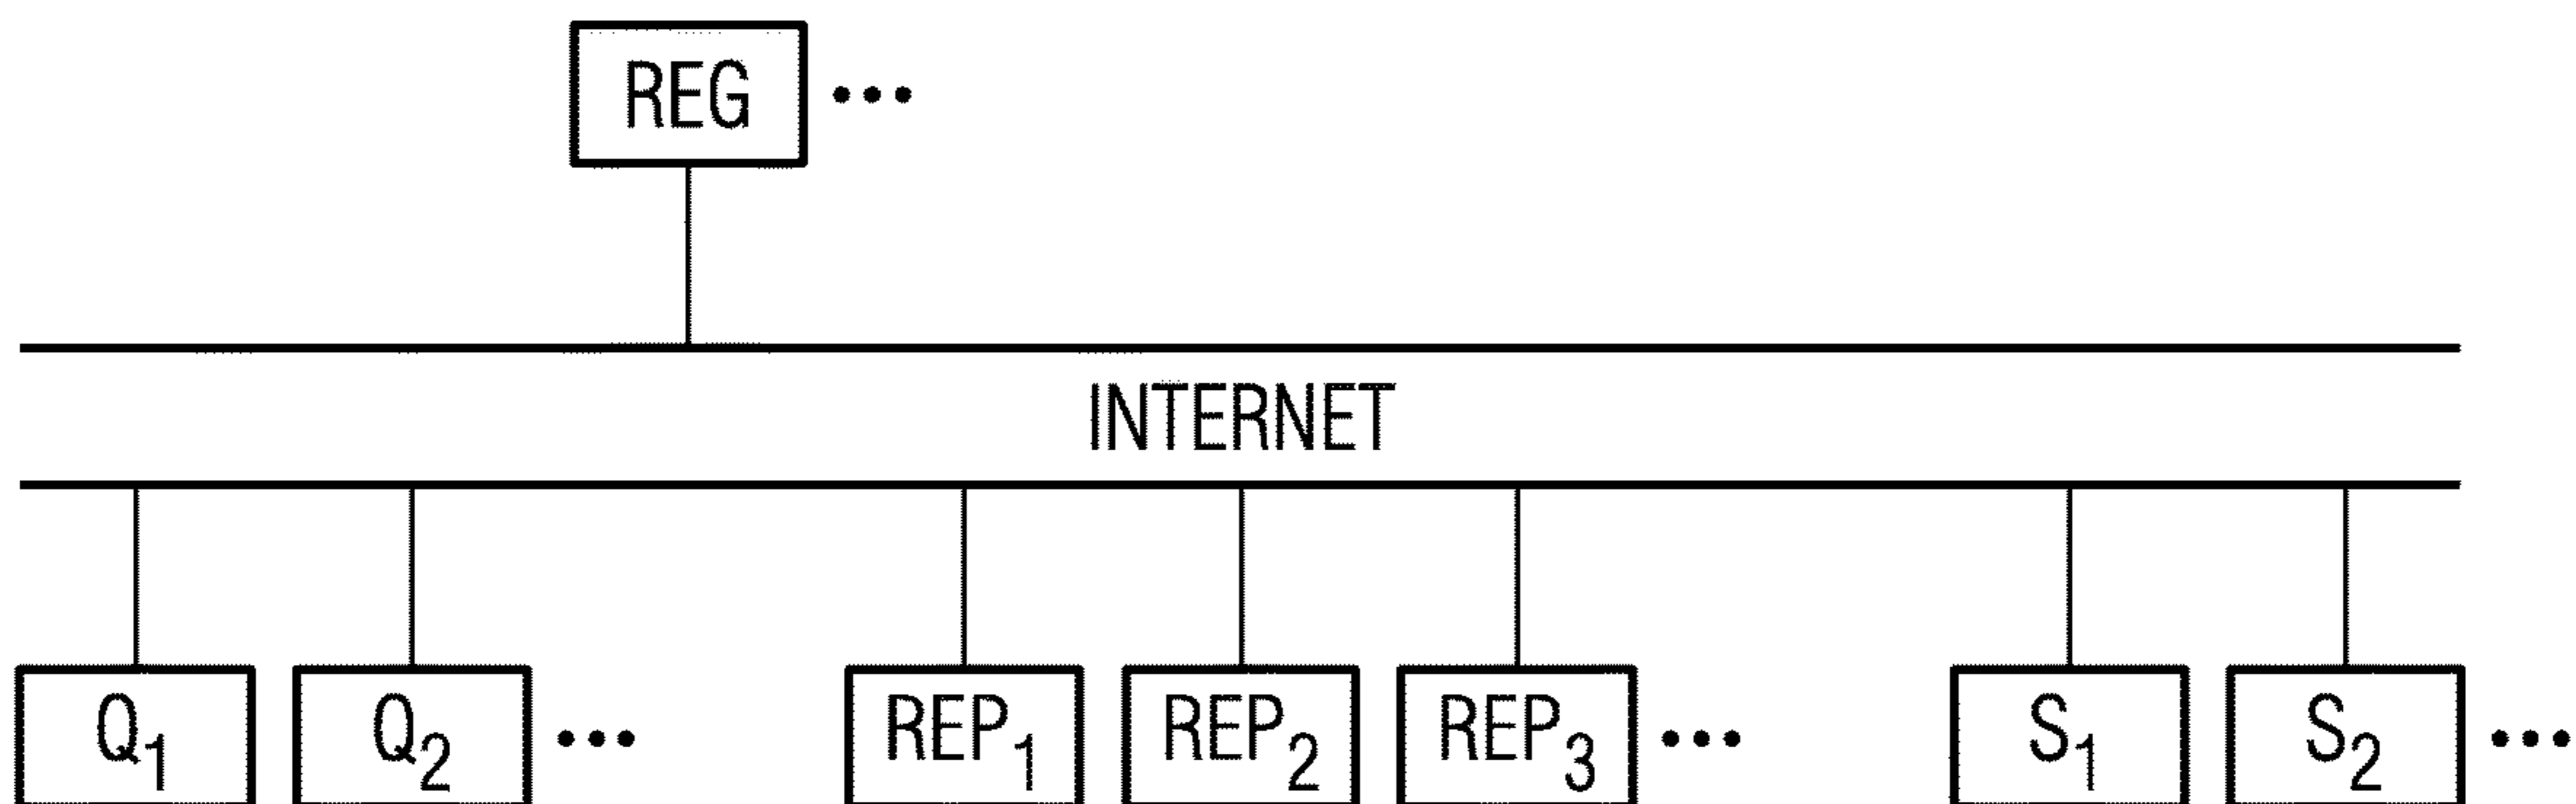 REG ...
INTERNET
Q₁ Q₂ ... REP₁ REP₂ REP₃ ... S₁ S₂ ...